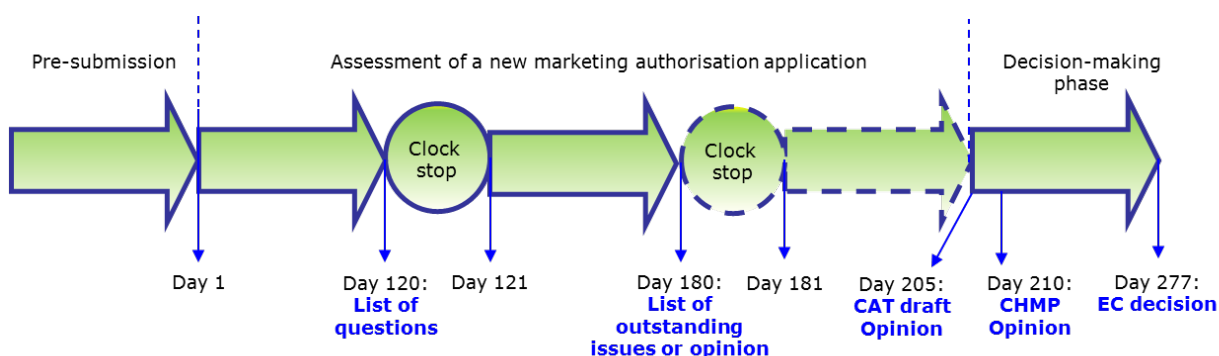 Pre-submission
Assessment of a new marketing authorisation application
Decision-making
phase
Clock
stop
Clock
stop
Day 1
Day 120:
List of
questions
Day 121
Day 180:
List of
outstanding
issues or opinion
Day 181
Day 205:
CAT draft
Opinion
Day 210:
CHMP
Opinion
Day 277:
EC decision